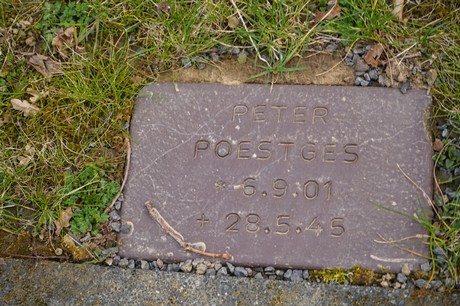 PETER
POESTGES
* 6.9.01
+ 28.5.45